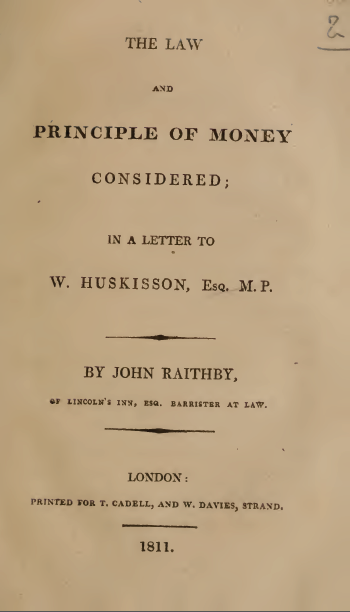 2
THE LAW
AND
PRINCIPLE OF MONEY
CONSIDERED;
IN A LETTER TO
W. HUSKISSON, Esq. M.P.
BY JOHN RAITHBY,
OF LINCOLN'S INN, ESQ. BARRISTER AT LAW.
LONDON:
PRINTED FOR T. CADELL, AND W. DAVIES, STRAND.
1811.